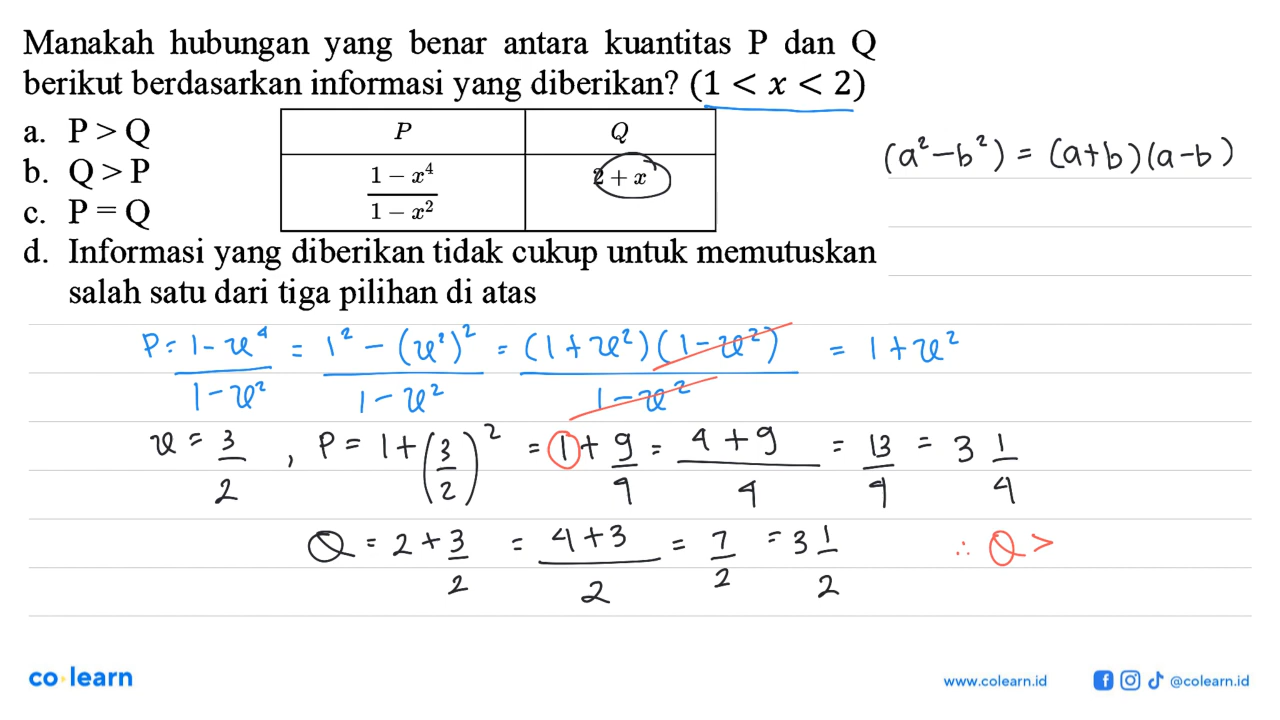 Manakah hubungan yang benar antara kuantitas P dan Q
berikut berdasarkan informasi yang diberikan? (1 < x < 2)
a. P > Q
b. Q > P
c. P = Q
P Q
(1 − x⁴)/(1 − x²) 2 + x
(a² − b²) = (a+b)(a−b)
d. Informasi yang diberikan tidak cukup untuk memutuskan
salah satu dari tiga pilihan di atas
P = (1 − x⁴)/(1 − x²) = (1² − (x²)²)/(1 − x²) = (1 + x²)(1 − x²)/(1 − x²) = 1 + x²
x = 3/2 , P = 1 + (3/2)² = 1 + 9/4 = (4 + 9)/4 = 13/4 = 3 1/4
Q = 2 + 3/2 = (4 + 3)/2 = 7/2 = 3 1/2 ∴ Q >
co learn
www.colearn.id @colearn.id